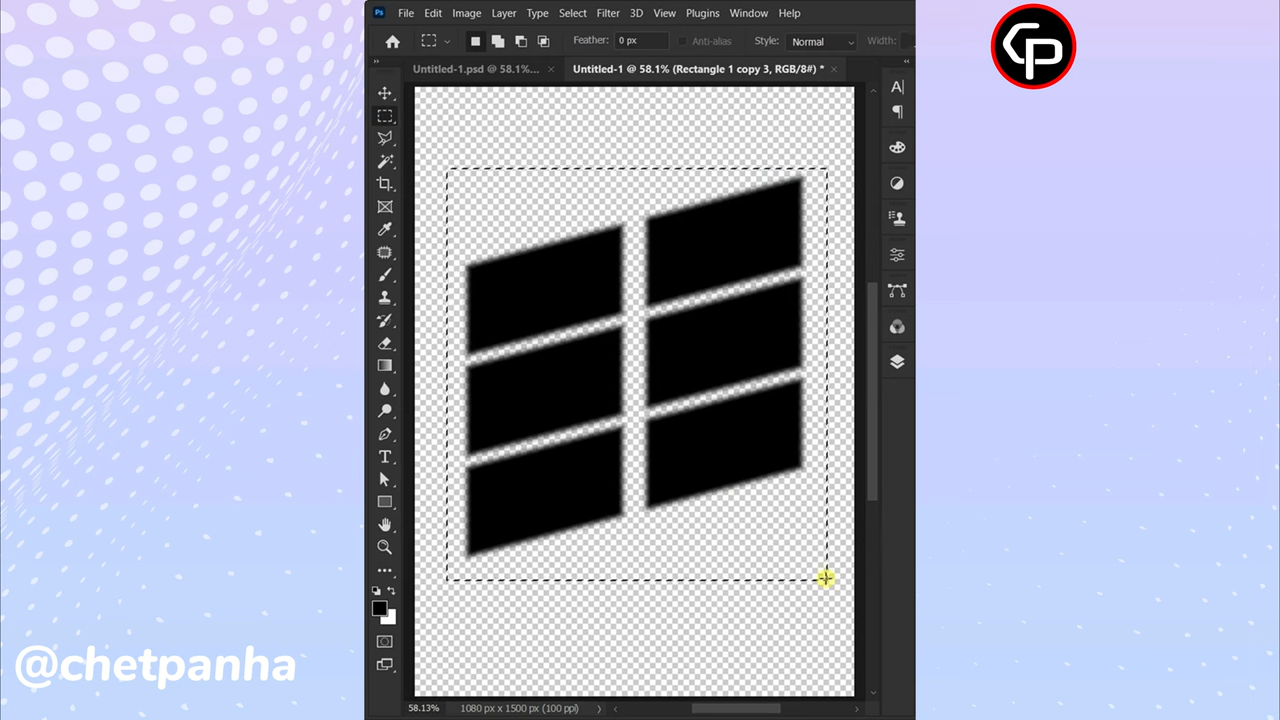 Ps File Edit Image Layer Type Select Filter 3D View Plugins Window Help
Feather: 0 px Anti-alias Style: Normal Width:
Untitled-1.psd @ 58.1%... × Untitled-1 @ 58.1% (Rectangle 1 copy 3, RGB/8#) * ×
58.13% 1080 px x 1500 px (100 ppi)
@chetpanha
CP